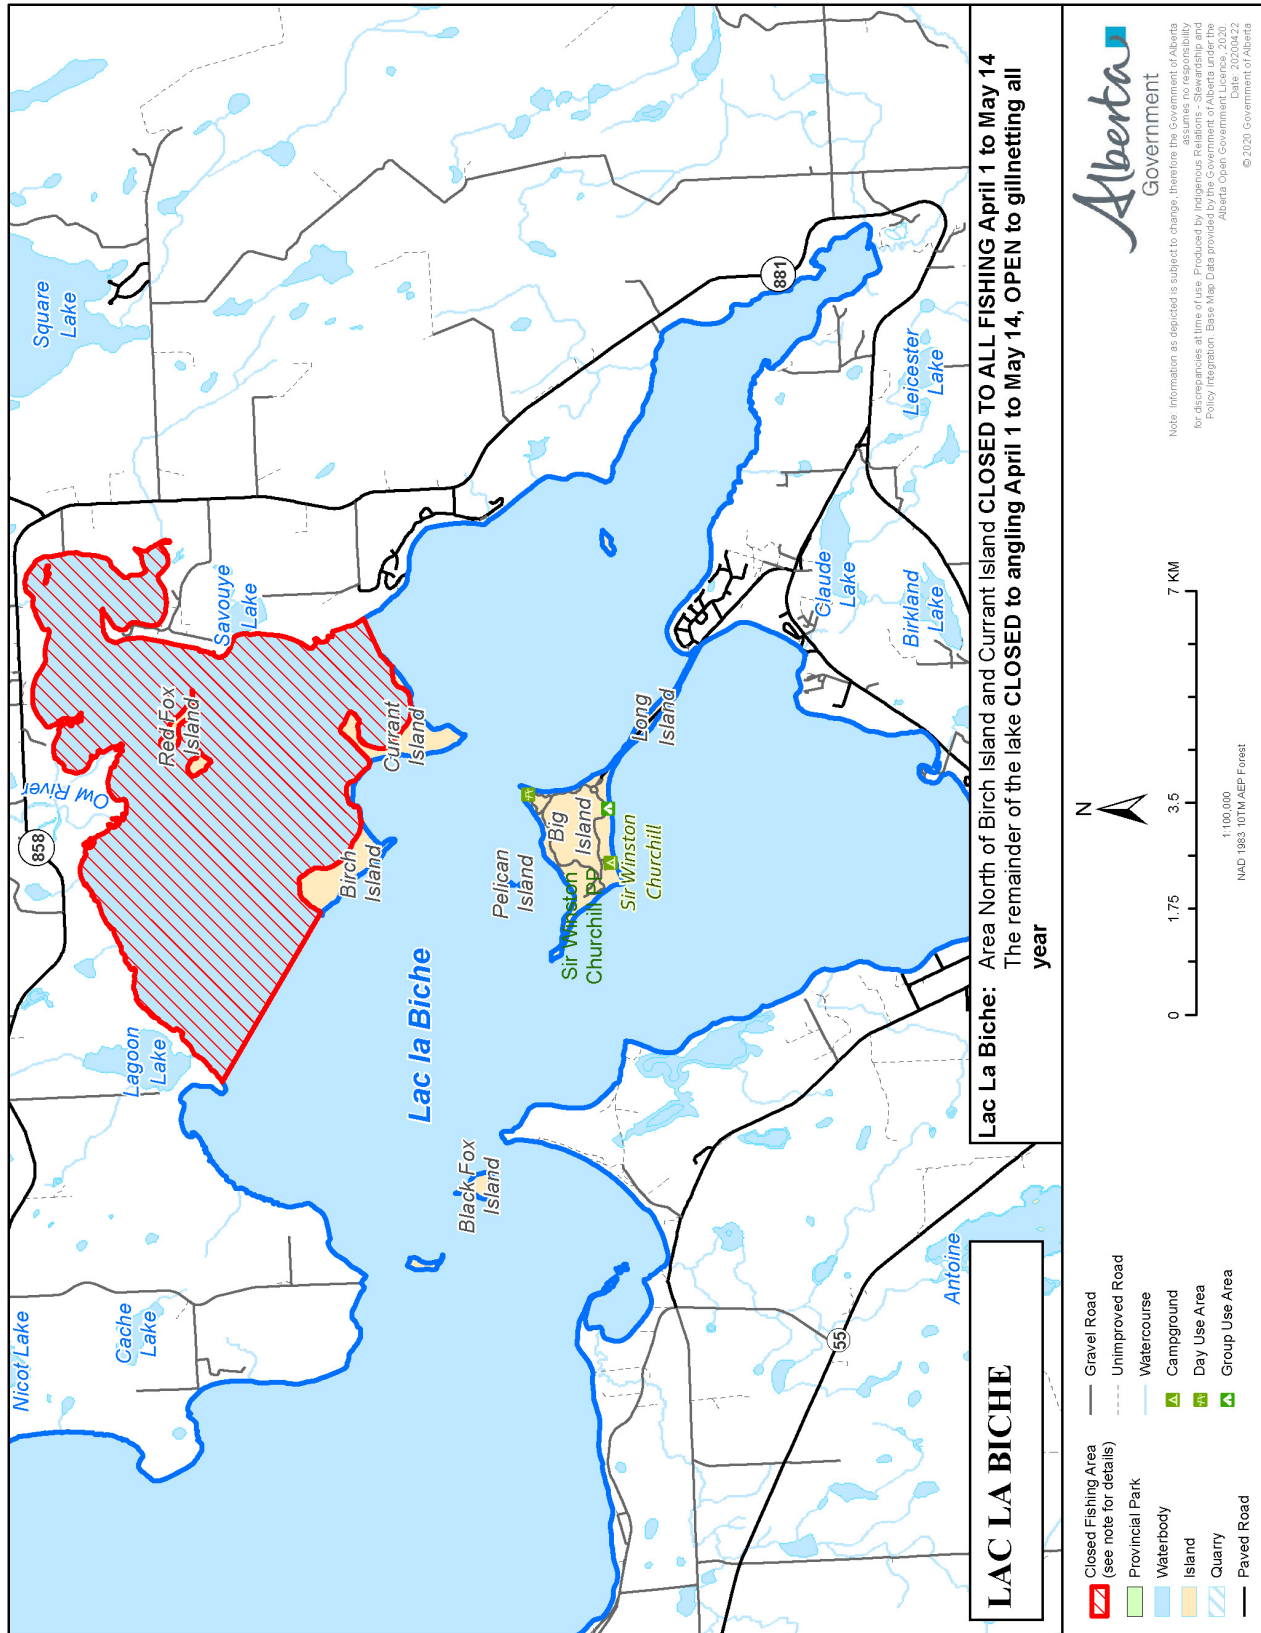 Nicot Lake
Cache
Lake
Lagoon
Lake
858
Owl River
Red Fox
Island
Savouye
Lake
Square
Lake
Birch
Island
Currant
Island
Lac la Biche
Black Fox
Island
Pelican
Island
Big
Island
Sir Winston
Churchill PP
Sir Winston
Churchill
Long
Island
881
Claude
Lake
Birkland
Lake
Leicester
Lake
55
Antoine
LAC LA BICHE
Lac La Biche: Area North of Birch Island and Currant Island CLOSED TO ALL FISHING April 1 to May 14
The remainder of the lake CLOSED to angling April 1 to May 14, OPEN to gillnetting all
year
Closed Fishing Area
(see note for details)
Provincial Park
Waterbody
Island
Quarry
Paved Road
Gravel Road
Unimproved Road
Watercourse
Campground
Day Use Area
Group Use Area
N
0 1.75 3.5 7 KM
1:100,000
NAD 1983 10TM AEP Forest
Alberta
Government
Note: Information as depicted is subject to change, therefore the Government of Alberta
assumes no responsibility
for discrepancies at time of use. Produced by Indigenous Relations - Stewardship and
Policy Integration. Base Map Data provided by the Government of Alberta under the
Alberta Open Government Licence, 2020.
Date: 20200422
© 2020 Government of Alberta